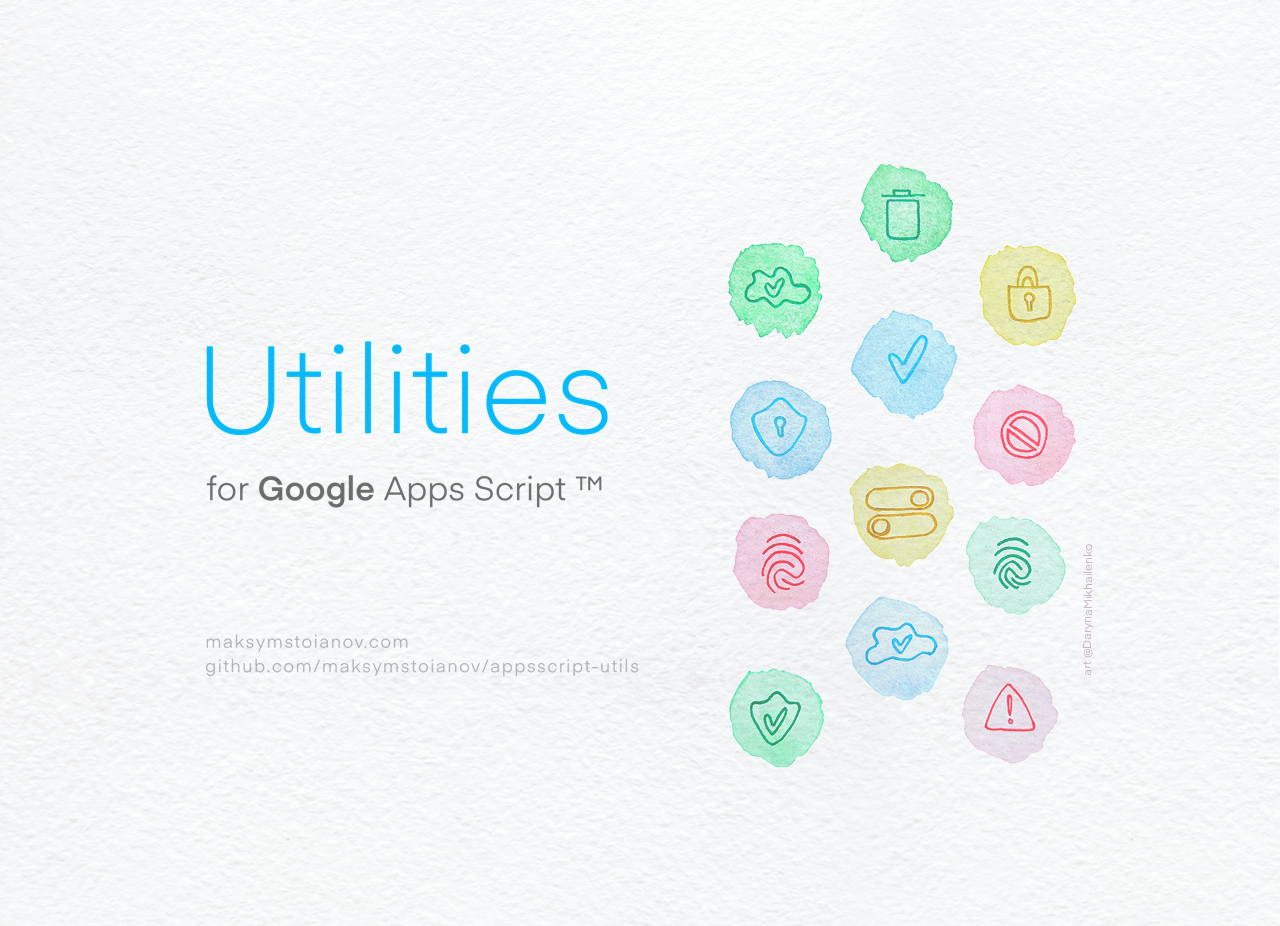 Utilities
for Google Apps Script ™
maksymstoianov.com
github.com/maksymstoianov/appsscript-utils
art @DarynaMikhailenko